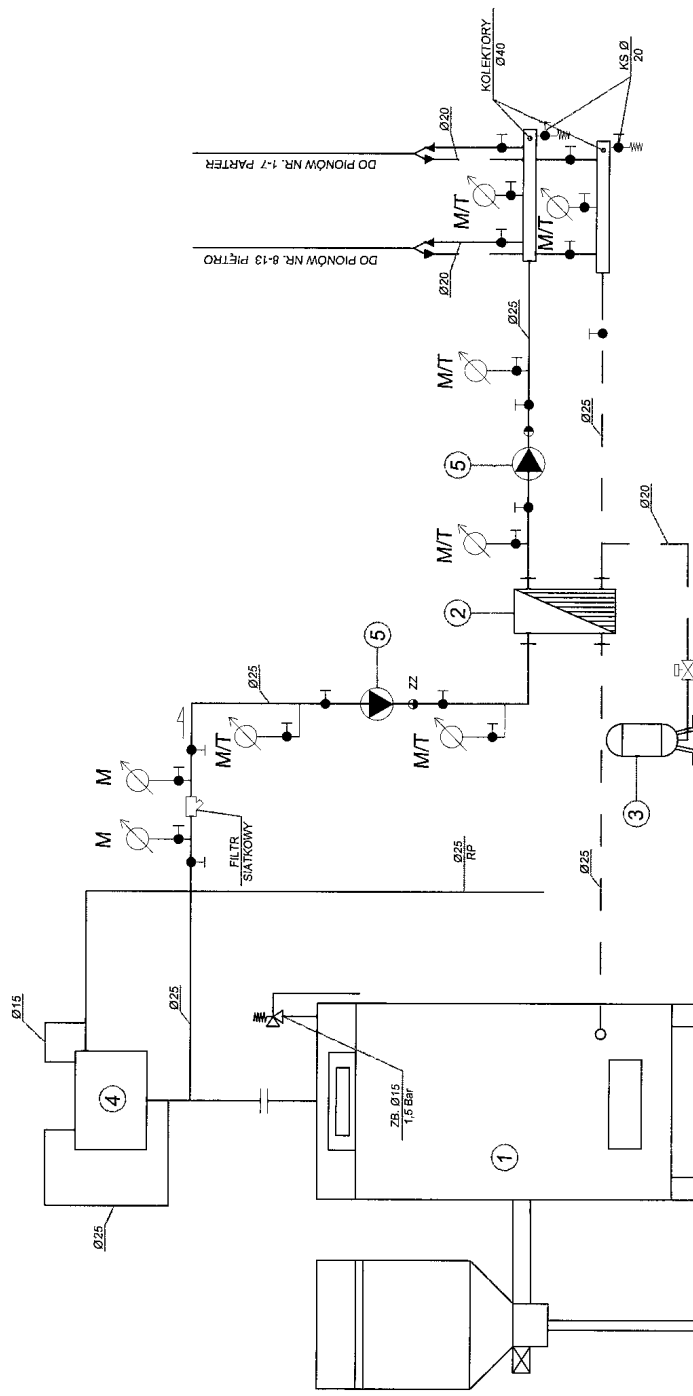 Ø15
Ø25
4
Ø25
ZB. Ø15
1,5 Bar
1
M
M
FILTR
SIATKOWY
Ø25
RP
Ø25
M/T
5
ZZ
M/T
Ø25
3
2
M/T
5
M/T
Ø20
Ø25
Ø25
DO PIONÓW NR. 8-13 PIĘTRO
DO PIONÓW NR. 1-7 PARTER
Ø20
Ø20
M/T
M/T
KOLEKTORY
Ø40
KS Ø
20